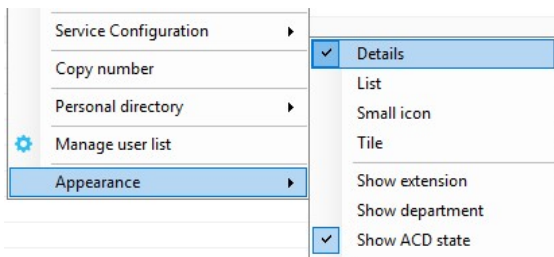 Service Configuration
Copy number
Personal directory
Manage user list
Appearance
Details
List
Small icon
Tile
Show extension
Show department
Show ACD state